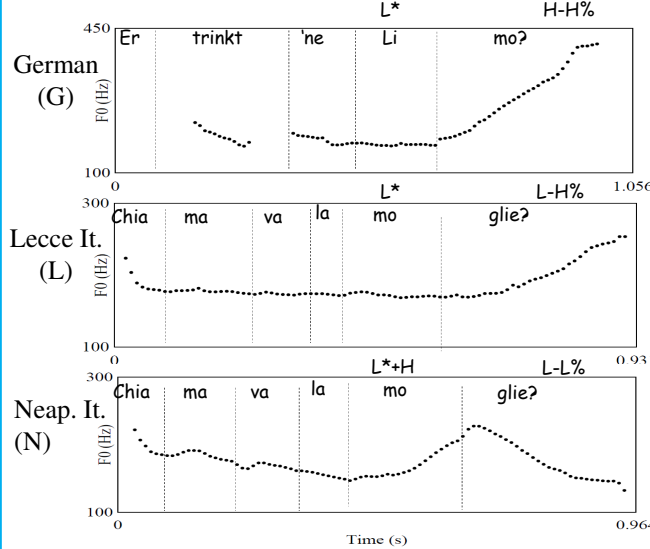 L* H-H%
450
Er trinkt 'ne Li mo?
German
(G)
F0 (Hz)
100
0 1.056
L* L-H%
300
Chia ma va la mo glie?
Lecce It.
(L)
F0 (Hz)
100
0 0.93
L*+H L-L%
300
Chia ma va la mo glie?
Neap. It.
(N)
F0 (Hz)
100
0 0.964
Time (s)